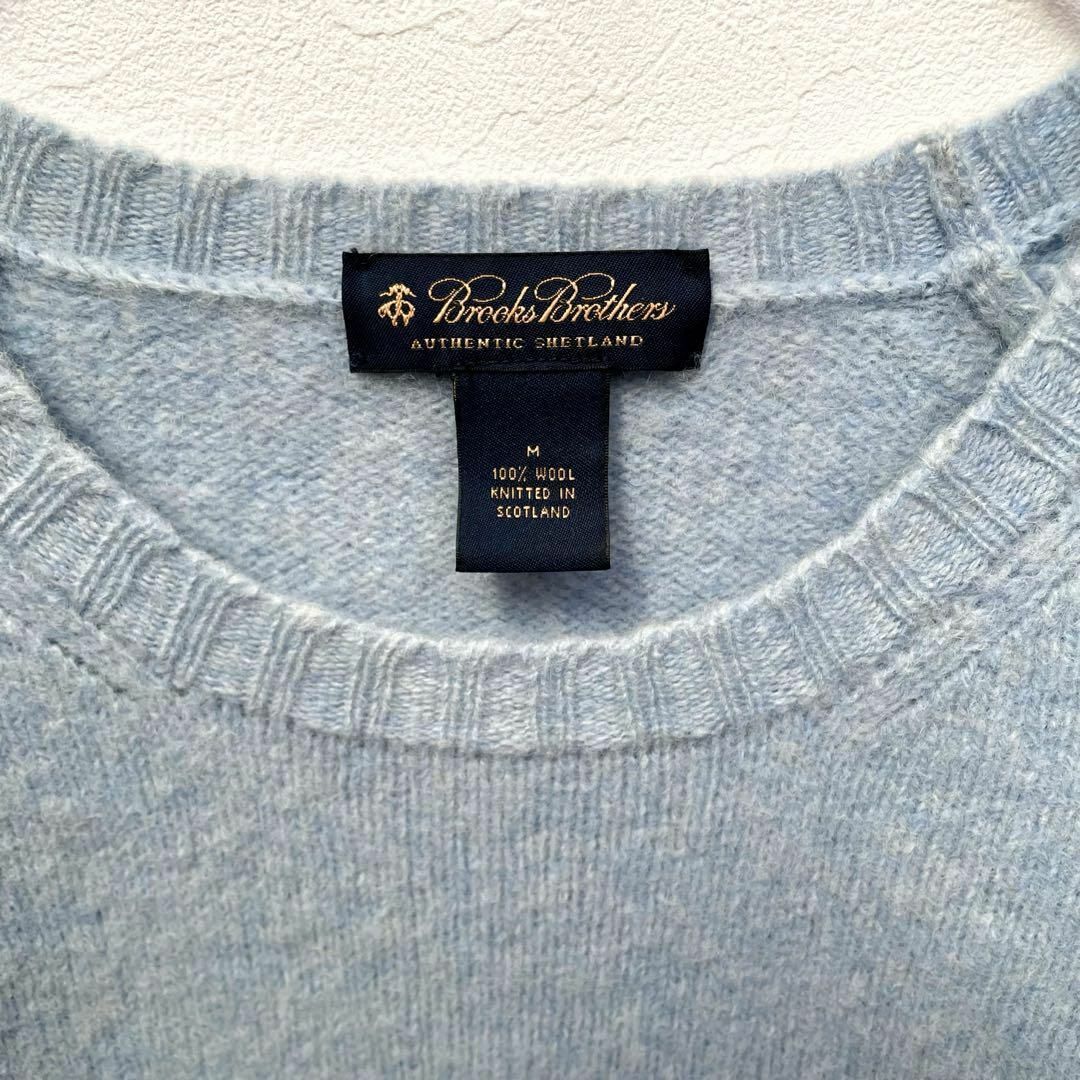 Brooks Brothers
AUTHENTIC SHETLAND
M
100% WOOL
KNITTED IN
SCOTLAND